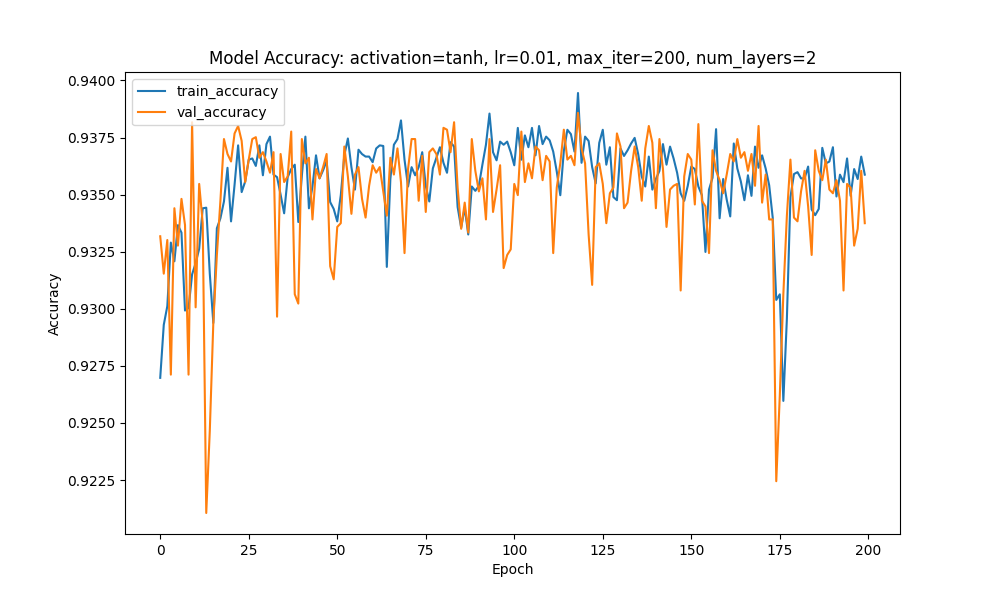 Model Accuracy: activation=tanh, lr=0.01, max_iter=200, num_layers=2
train_accuracy
val_accuracy
0.9400
0.9375
0.9350
0.9325
0.9300
0.9275
0.9250
0.9225
Accuracy
0 25 50 75 100 125 150 175 200
Epoch